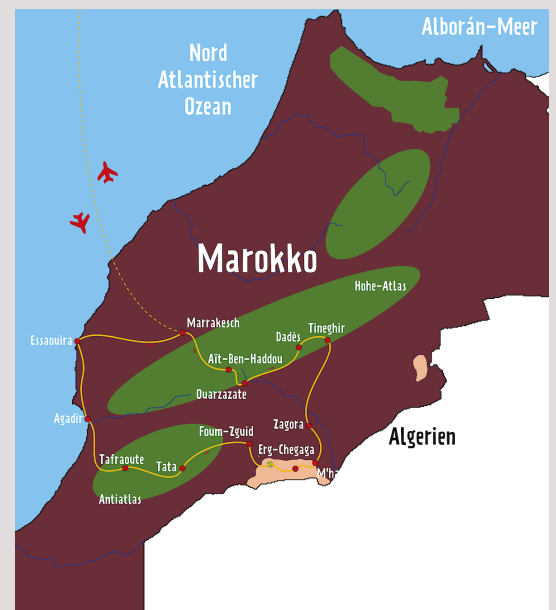 Alborán-Meer
Nord
Atlantischer
Ozean
Marokko
Hohe-Atlas
Marrakesch
Tineghir
Essaouira
Dadès
Aït-Ben-Haddou
Ouarzazate
Agadir
Zagora
Foum-Zguid
Algerien
Erg-Chegaga
Tafraoute
Tata
M'ha
Antiatlas